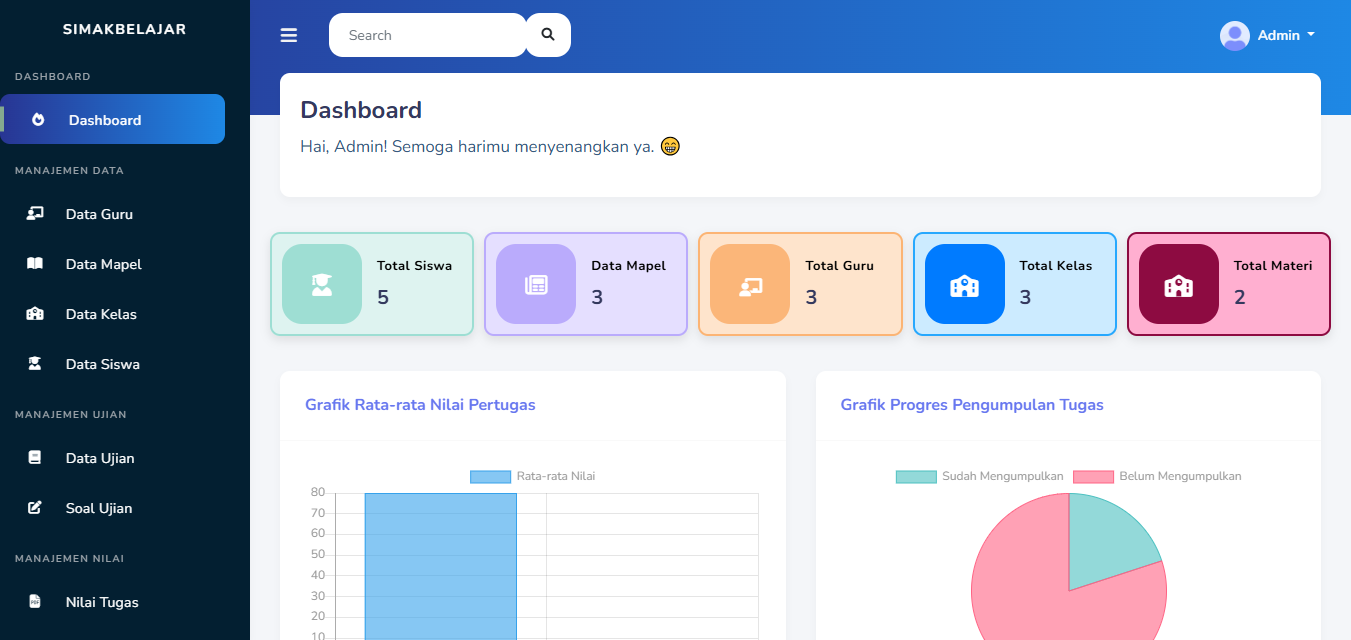 SIMAKBELAJAR
DASHBOARD
Dashboard
MANAJEMEN DATA
Data Guru
Data Mapel
Data Kelas
Data Siswa
MANAJEMEN UJIAN
Data Ujian
Soal Ujian
MANAJEMEN NILAI
Nilai Tugas
Search
Admin
Dashboard
Hai, Admin! Semoga harimu menyenangkan ya. 😁
Total Siswa
5
Data Mapel
3
Total Guru
3
Total Kelas
3
Total Materi
2
Grafik Rata-rata Nilai Pertugas
Rata-rata Nilai
80
70
60
50
40
30
20
10
Grafik Progres Pengumpulan Tugas
Sudah Mengumpulkan
Belum Mengumpulkan